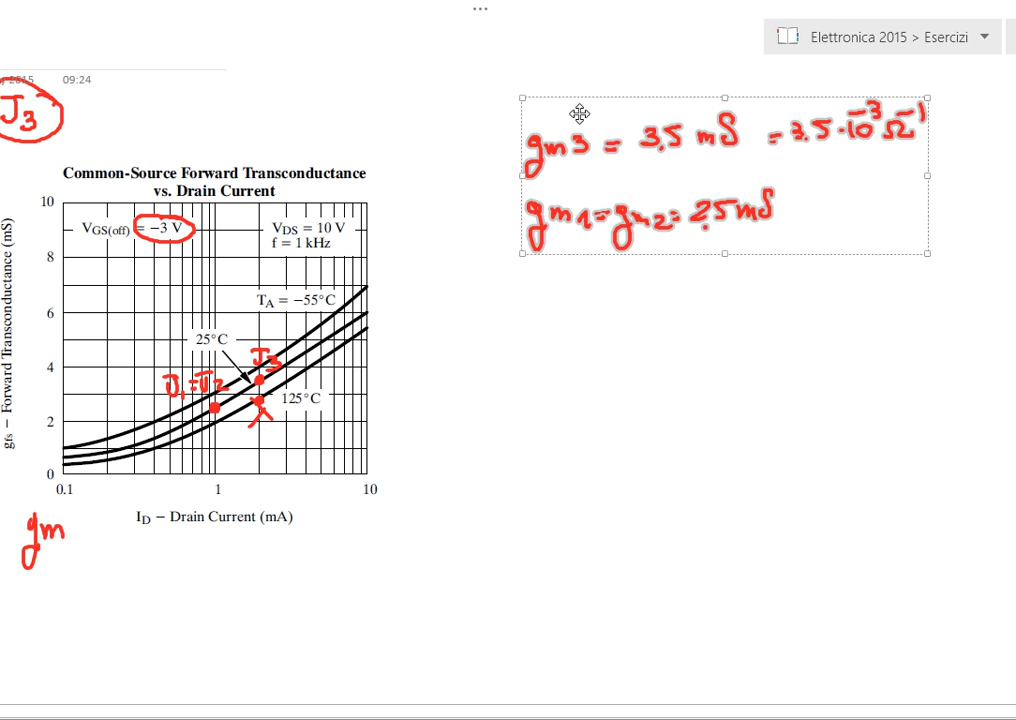 ...
Elettronica 2015 > Esercizi
2015 09:24
J3
gm3 = 3.5 mS = 3.5·10⁻³ Ω⁻¹
gm1=gm2= 2.5 mS
Common-Source Forward Transconductance
vs. Drain Current
10
VGS(off) = −3 V
VDS = 10 V
f = 1 kHz
8
TA = −55°C
6
25°C
J3
4
J1=J2
125°C
2
0
gfs − Forward Transconductance (mS)
0.1 1 10
ID − Drain Current (mA)
gm